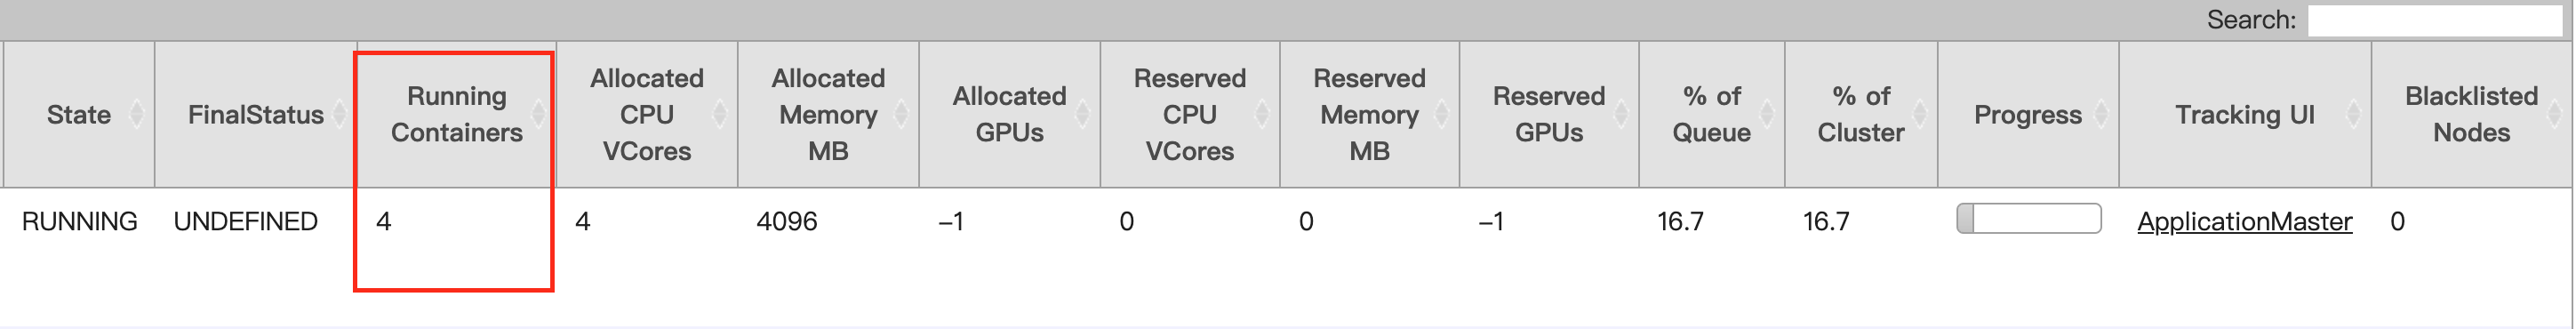 Search:
State
FinalStatus
Running
Containers
Allocated
CPU
VCores
Allocated
Memory
MB
Allocated
GPUs
Reserved
CPU
VCores
Reserved
Memory
MB
Reserved
GPUs
% of
Queue
% of
Cluster
Progress
Tracking UI
Blacklisted
Nodes
RUNNING UNDEFINED 4 4 4096 –1 0 0 –1 16.7 16.7 ApplicationMaster 0